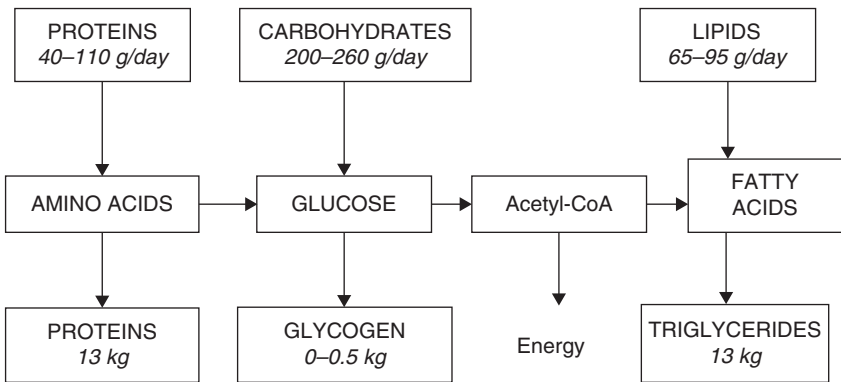 PROTEINS
40–110 g/day
CARBOHYDRATES
200–260 g/day
LIPIDS
65–95 g/day
AMINO ACIDS
GLUCOSE
Acetyl-CoA
FATTY
ACIDS
PROTEINS
13 kg
GLYCOGEN
0–0.5 kg
Energy
TRIGLYCERIDES
13 kg